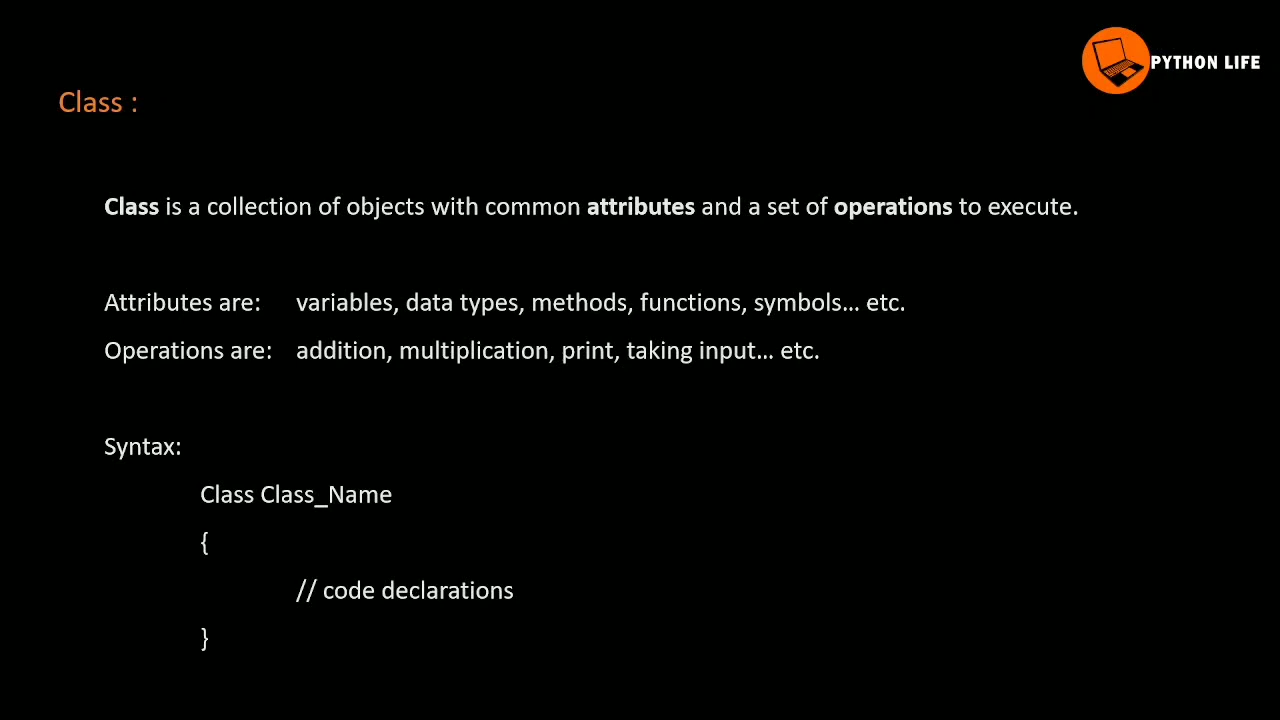 PYTHON LIFE
Class :
Class is a collection of objects with common attributes and a set of operations to execute.
Attributes are: variables, data types, methods, functions, symbols... etc.
Operations are: addition, multiplication, print, taking input... etc.
Syntax:
Class Class_Name
{
// code declarations
}